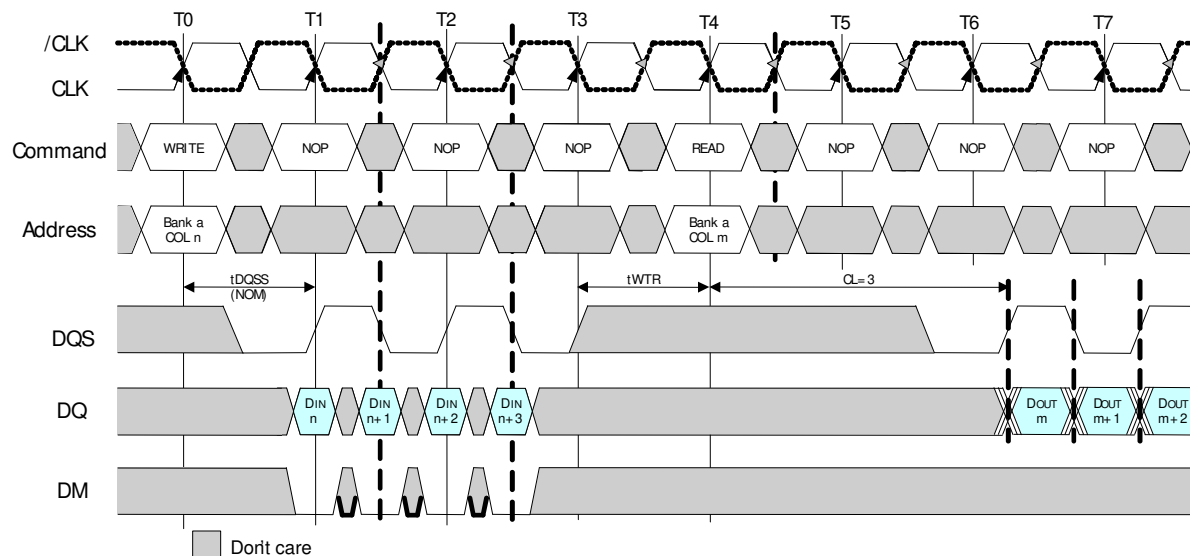 T0 T1 T2 T3 T4 T5 T6 T7
/CLK
CLK
Command WRITE NOP NOP NOP READ NOP NOP NOP
Address Bank a COL n Bank a COL m
tDQSS (NOM) tWTR CL= 3
DQS
DQ DIN n DIN n+ 1 DIN n+ 2 DIN n+ 3 DOUT m DOUT m+ 1 DOUT m+ 2
DM
Don't care